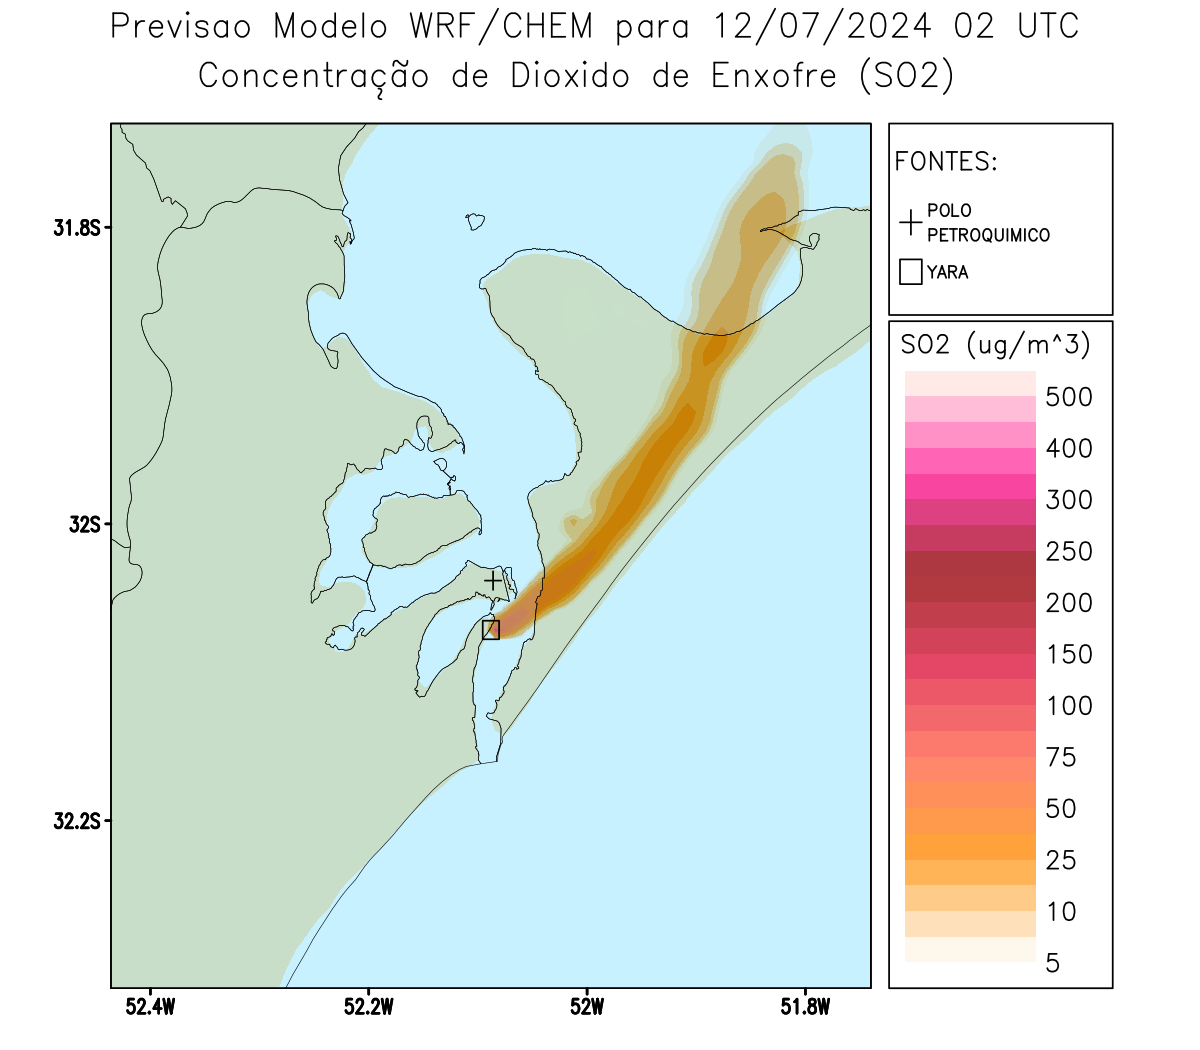 Previsao Modelo WRF/CHEM para 12/07/2024 02 UTC
Concentração de Dioxido de Enxofre (SO2)
FONTES:
POLO
PETROQUIMICO
YARA
SO2 (ug/m^3)
500
400
300
250
200
150
100
75
50
25
10
5
31.8S
32S
32.2S
52.4W
52.2W
52W
51.8W